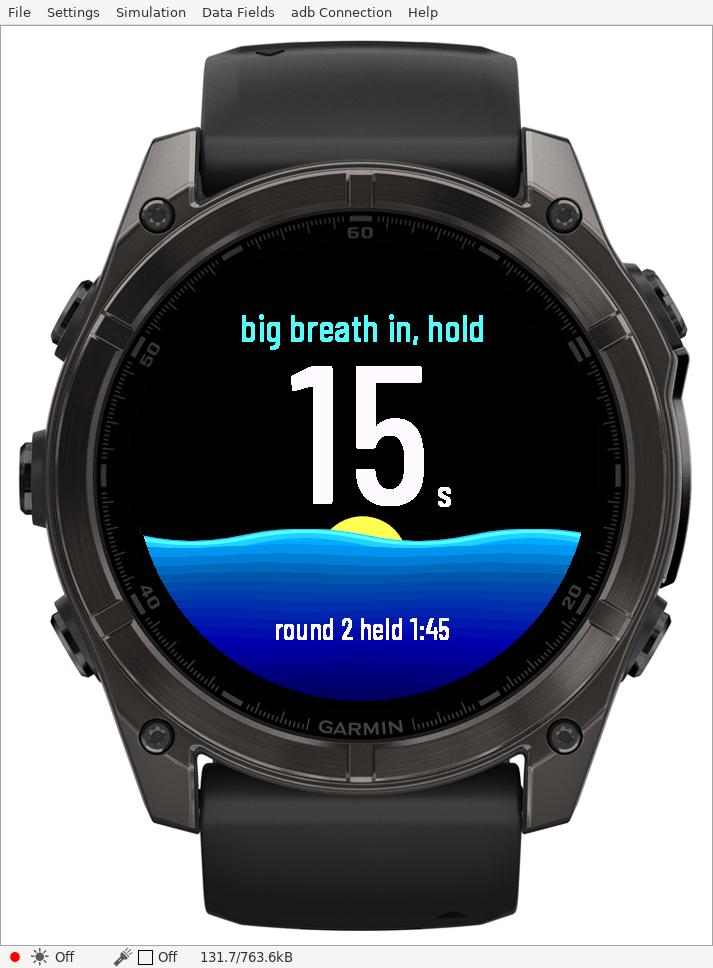 File Settings Simulation Data Fields adb Connection Help
60
50
big breath in, hold
15 s
40
20
round 2 held 1:45
GARMIN
Off Off 131.7/763.6kB